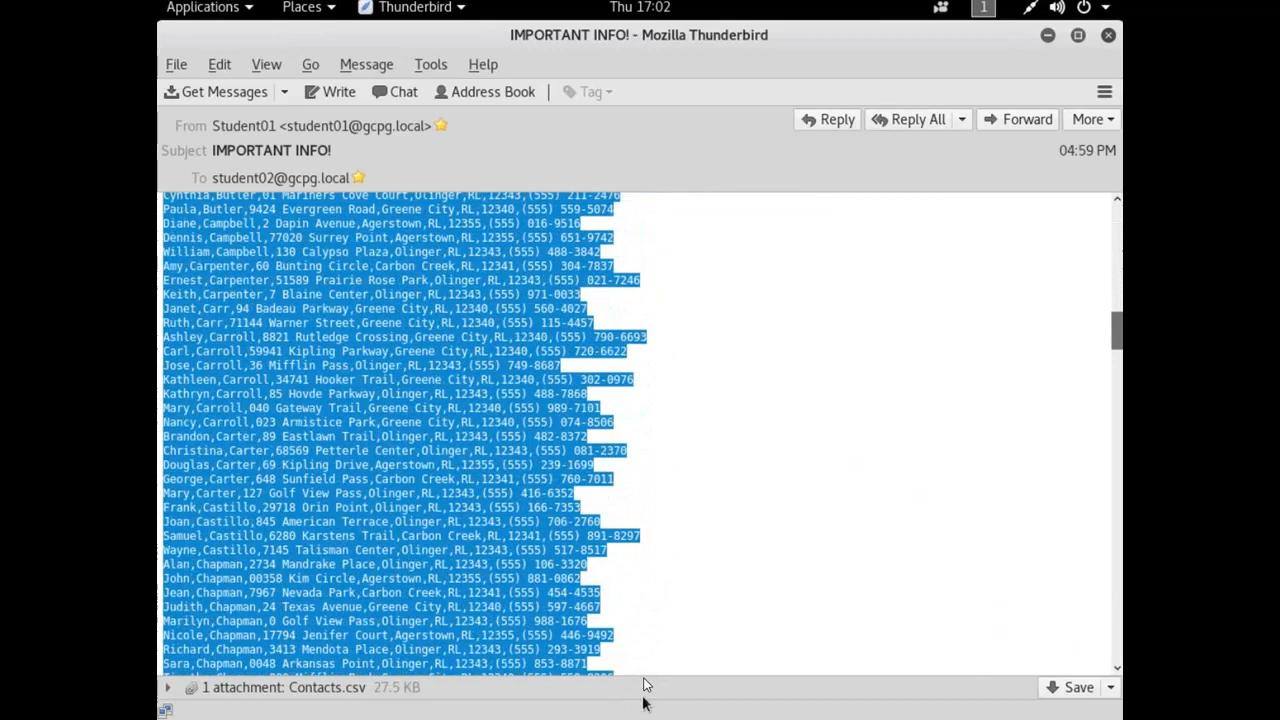 Applications Places Thunderbird Thu 17:02 1
IMPORTANT INFO! - Mozilla Thunderbird
File Edit View Go Message Tools Help
Get Messages Write Chat Address Book Tag
From Student01 <student01@gcpg.local> Reply Reply All Forward More
Subject IMPORTANT INFO! 04:59 PM
To student02@gcpg.local
Cynthia,Butler,01 Mariners Cove Court,Olinger,RL,12343,(555) 211-2476
Paula,Butler,9424 Evergreen Road,Greene City,RL,12340,(555) 559-5074
Diane,Campbell,2 Dapin Avenue,Agerstown,RL,12355,(555) 016-9516
Dennis,Campbell,77020 Surrey Point,Agerstown,RL,12355,(555) 651-9742
William,Campbell,130 Calypso Plaza,Olinger,RL,12343,(555) 488-3842
Amy,Carpenter,60 Bunting Circle,Carbon Creek,RL,12341,(555) 304-7837
Ernest,Carpenter,51589 Prairie Rose Park,Olinger,RL,12343,(555) 021-7246
Keith,Carpenter,7 Blaine Center,Olinger,RL,12343,(555) 971-0033
Janet,Carr,94 Badeau Parkway,Greene City,RL,12340,(555) 560-4027
Ruth,Carr,71144 Warner Street,Greene City,RL,12340,(555) 115-4457
Ashley,Carroll,8821 Rutledge Crossing,Greene City,RL,12340,(555) 790-6693
Carl,Carroll,59941 Kipling Parkway,Greene City,RL,12340,(555) 720-6622
Jose,Carroll,36 Mifflin Pass,Olinger,RL,12343,(555) 749-8687
Kathleen,Carroll,34741 Hooker Trail,Greene City,RL,12340,(555) 302-0976
Kathryn,Carroll,85 Hovde Parkway,Olinger,RL,12343,(555) 488-7868
Mary,Carroll,040 Gateway Trail,Greene City,RL,12340,(555) 989-7101
Nancy,Carroll,023 Armistice Park,Greene City,RL,12340,(555) 074-8506
Brandon,Carter,89 Eastlawn Trail,Olinger,RL,12343,(555) 482-8372
Christina,Carter,68569 Petterle Center,Olinger,RL,12343,(555) 081-2370
Douglas,Carter,69 Kipling Drive,Agerstown,RL,12355,(555) 239-1699
George,Carter,648 Sunfield Pass,Carbon Creek,RL,12341,(555) 760-7011
Mary,Carter,127 Golf View Pass,Olinger,RL,12343,(555) 416-6352
Frank,Castillo,29718 Orin Point,Olinger,RL,12343,(555) 166-7353
Joan,Castillo,845 American Terrace,Olinger,RL,12343,(555) 706-2760
Samuel,Castillo,6280 Karstens Trail,Carbon Creek,RL,12341,(555) 891-8297
Wayne,Castillo,7145 Talisman Center,Olinger,RL,12343,(555) 517-8517
Alan,Chapman,2734 Mandrake Place,Olinger,RL,12343,(555) 106-3320
John,Chapman,00358 Kim Circle,Agerstown,RL,12355,(555) 881-0862
Jean,Chapman,7967 Nevada Park,Carbon Creek,RL,12341,(555) 454-4535
Judith,Chapman,24 Texas Avenue,Greene City,RL,12340,(555) 597-4667
Marilyn,Chapman,0 Golf View Pass,Olinger,RL,12343,(555) 988-1676
Nicole,Chapman,17794 Jenifer Court,Agerstown,RL,12355,(555) 446-9492
Richard,Chapman,3413 Mendota Place,Olinger,RL,12343,(555) 293-3919
Sara,Chapman,0048 Arkansas Point,Olinger,RL,12343,(555) 853-8871
1 attachment: Contacts.csv 27.5 KB Save